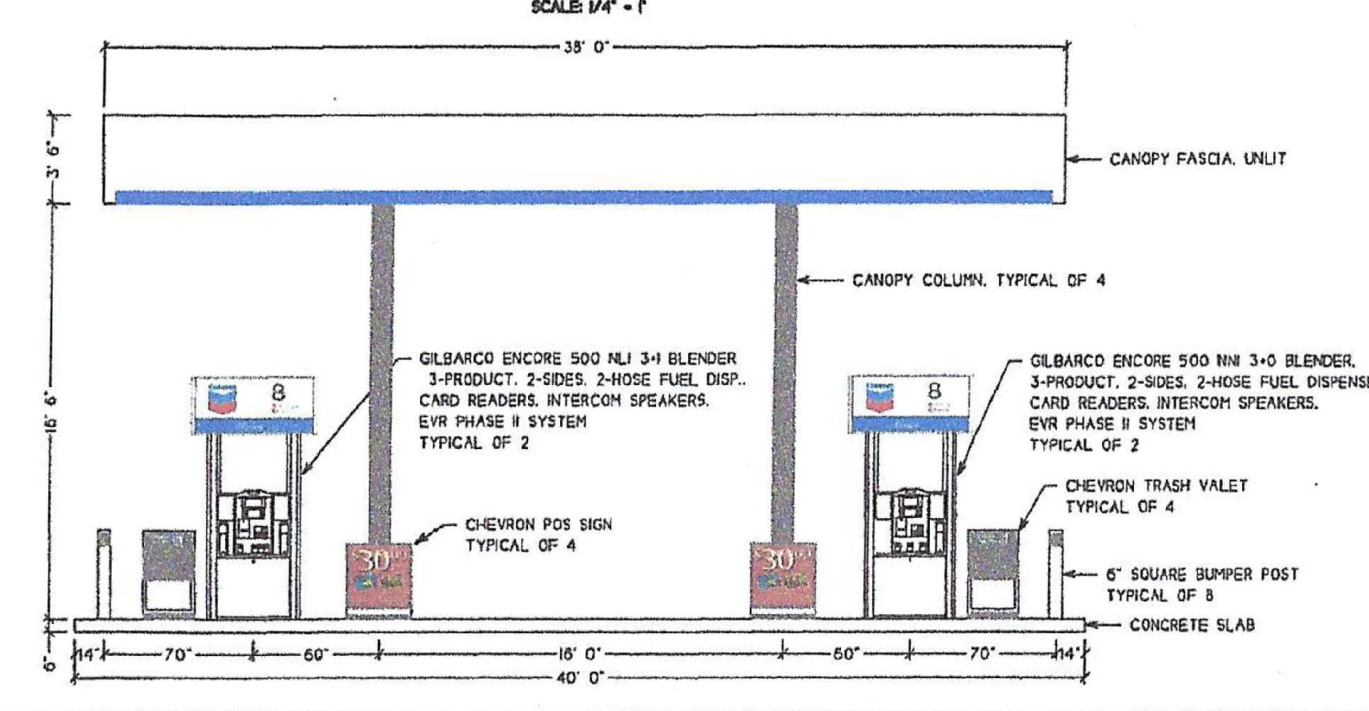 SCALE: 1/4" = 1'
38' 0"
3' 6"
CANOPY FASCIA, UNLIT
CANOPY COLUMN, TYPICAL OF 4
16' 6"
GILBARCO ENCORE 500 NL1 3+1 BLENDER
3-PRODUCT, 2-SIDES, 2-HOSE FUEL DISP..
CARD READERS, INTERCOM SPEAKERS,
EVR PHASE II SYSTEM
TYPICAL OF 2
GILBARCO ENCORE 500 NN1 3+0 BLENDER,
3-PRODUCT, 2-SIDES, 2-HOSE FUEL DISPENSE
CARD READERS, INTERCOM SPEAKERS,
EVR PHASE II SYSTEM
TYPICAL OF 2
8
8
CHEVRON TRASH VALET
TYPICAL OF 4
CHEVRON POS SIGN
TYPICAL OF 4
$30
$30
6" SQUARE BUMPER POST
TYPICAL OF 8
CONCRETE SLAB
6"
14" 70" 60" 16' 0" 60" 70" 14"
40' 0"